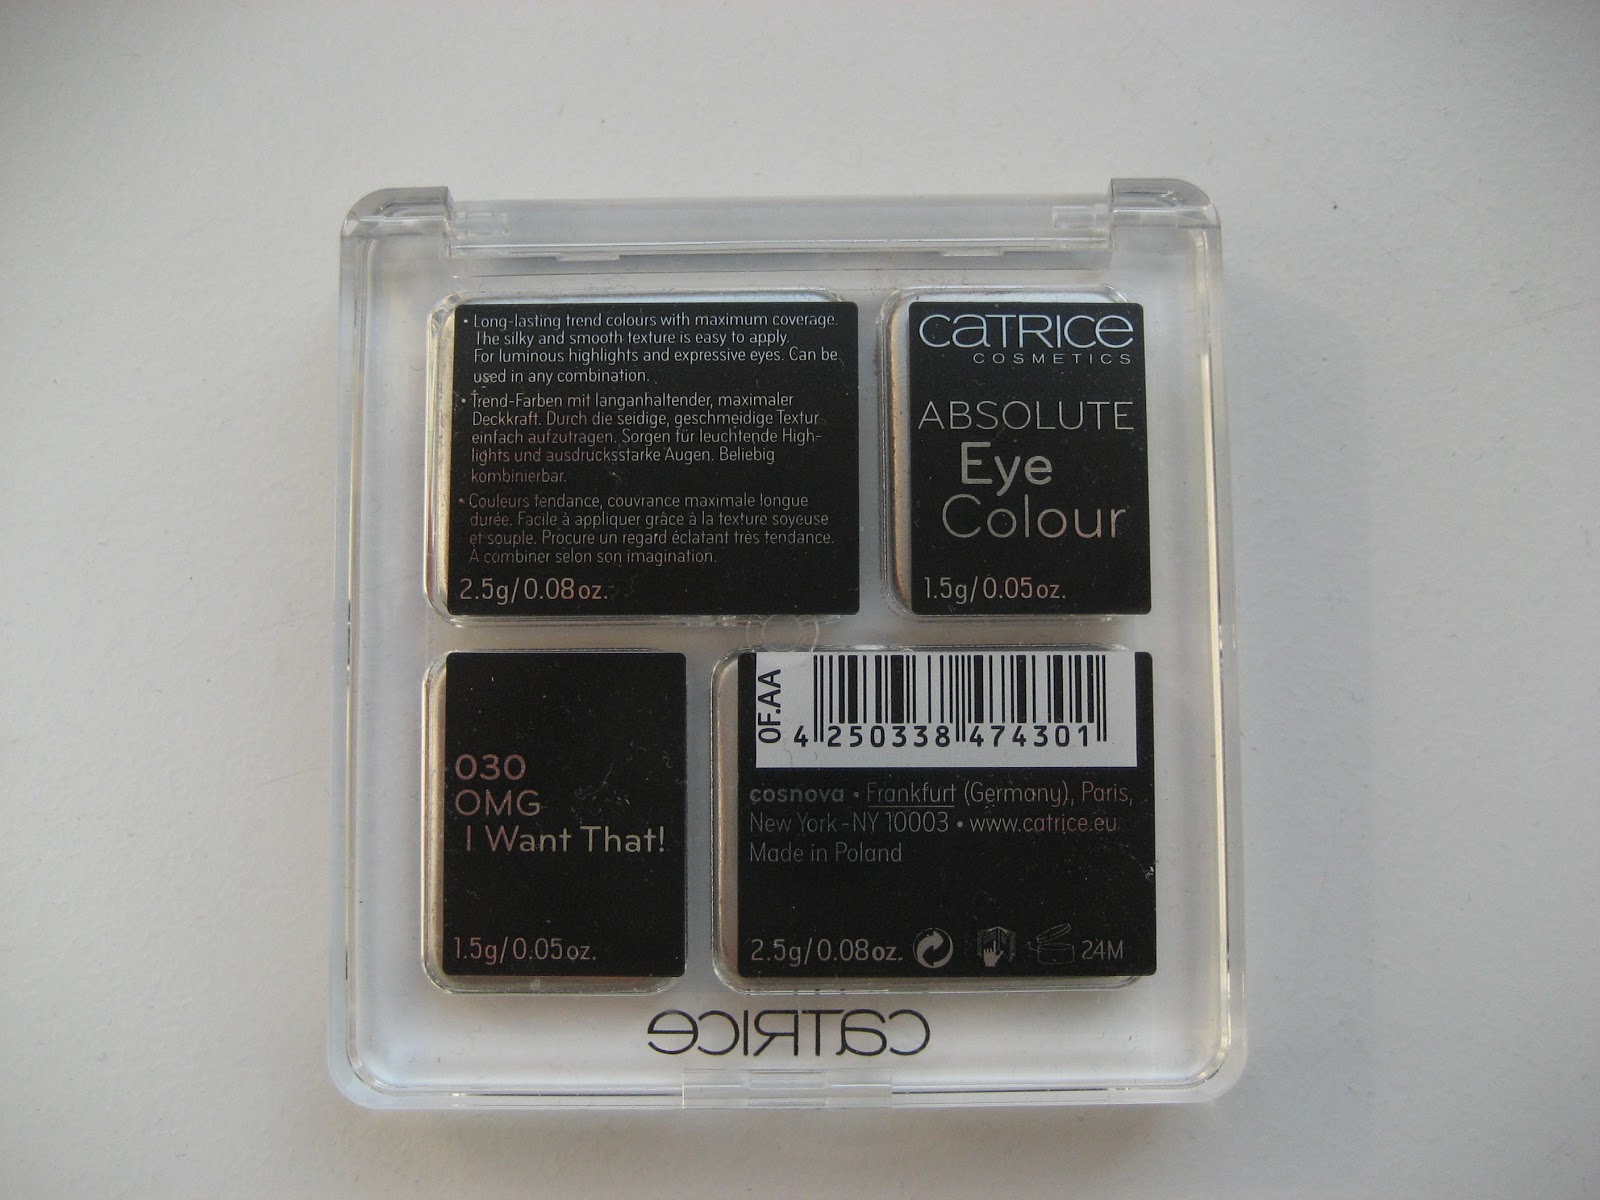 • Long-lasting trend colours with maximum coverage.
The silky and smooth texture is easy to apply.
For luminous highlights and expressive eyes. Can be
used in any combination.
• Trend-Farben mit langanhaltender, maximaler
Deckkraft. Durch die seidige, geschmeidige Textur
einfach aufzutragen. Sorgen für leuchtende High-
lights und ausdrucksstarke Augen. Beliebig
kombinierbar.
• Couleurs tendance, couvrance maximale longue
durée. Facile à appliquer grâce à la texture soyeuse
et souple. Procure un regard éclatant très tendance.
A combiner selon son imagination.
2.5g/0.08oz.
CATRICE
COSMETICS
ABSOLUTE
Eye
Colour
1.5g/0.05oz.
030
OMG
I Want That!
1.5g/0.05oz.
0F.AA
4 250338 474301
cosnova • Frankfurt (Germany), Paris,
New York-NY 10003 • www.catrice.eu
Made in Poland
2.5g/0.08oz. 24M
CATRICE